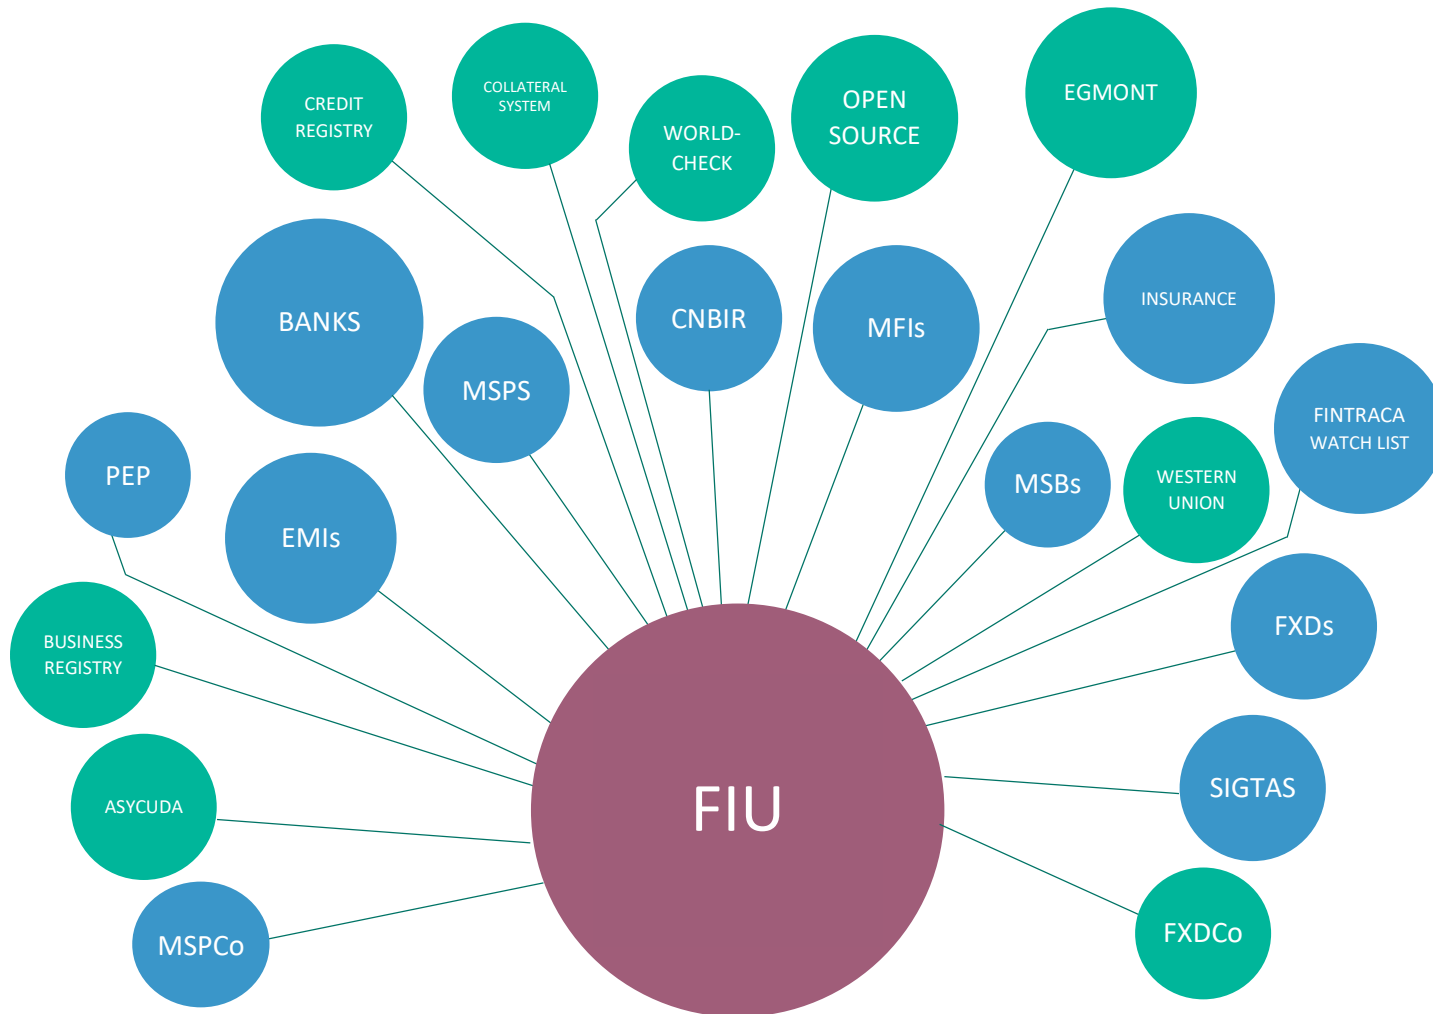 CREDIT
REGISTRY
COLLATERAL
SYSTEM
WORLD-
CHECK
OPEN
SOURCE
EGMONT
BANKS
MSPS
CNBIR
MFIs
INSURANCE
FINTRACA
WATCH LIST
PEP
EMIs
MSBs
WESTERN
UNION
BUSINESS
REGISTRY
FXDs
ASYCUDA
FIU
SIGTAS
MSPCo
FXDCo